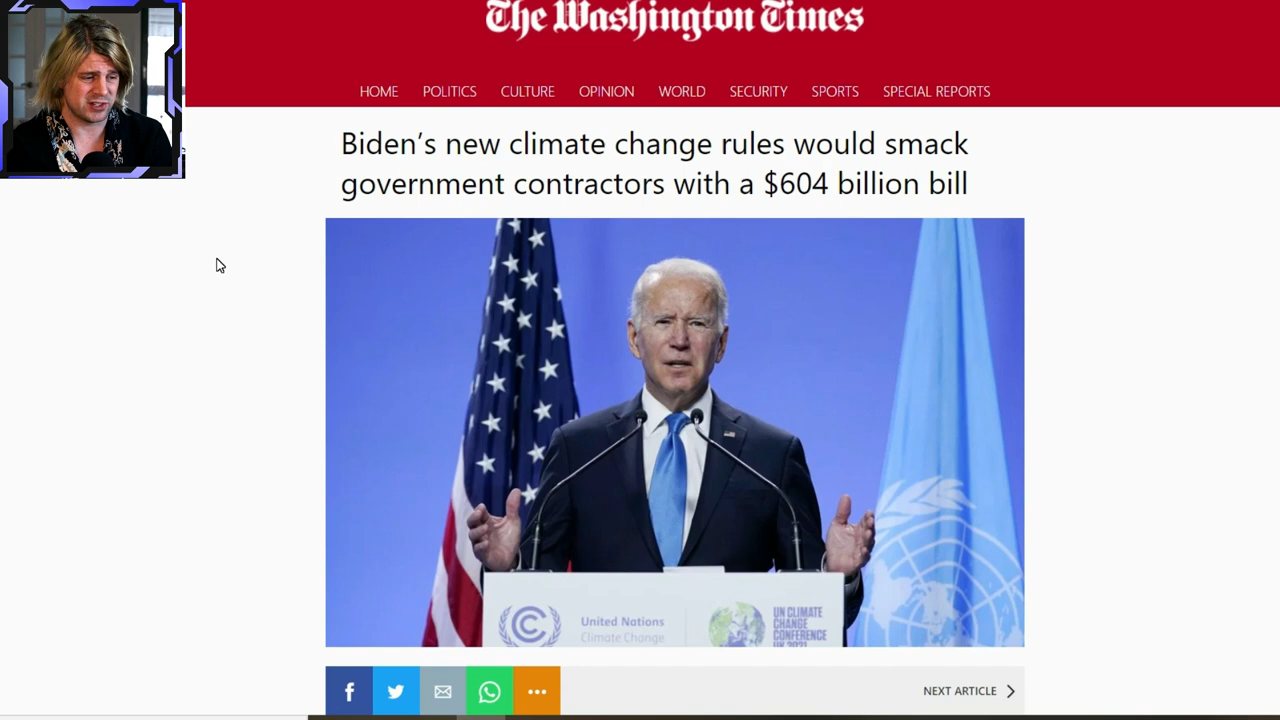 The Washington Times
HOME POLITICS CULTURE OPINION WORLD SECURITY SPORTS SPECIAL REPORTS
Biden’s new climate change rules would smack
government contractors with a $604 billion bill
United Nations
Climate Change
UN CLIMATE
CHANGE
CONFERENCE
UK 2021
NEXT ARTICLE